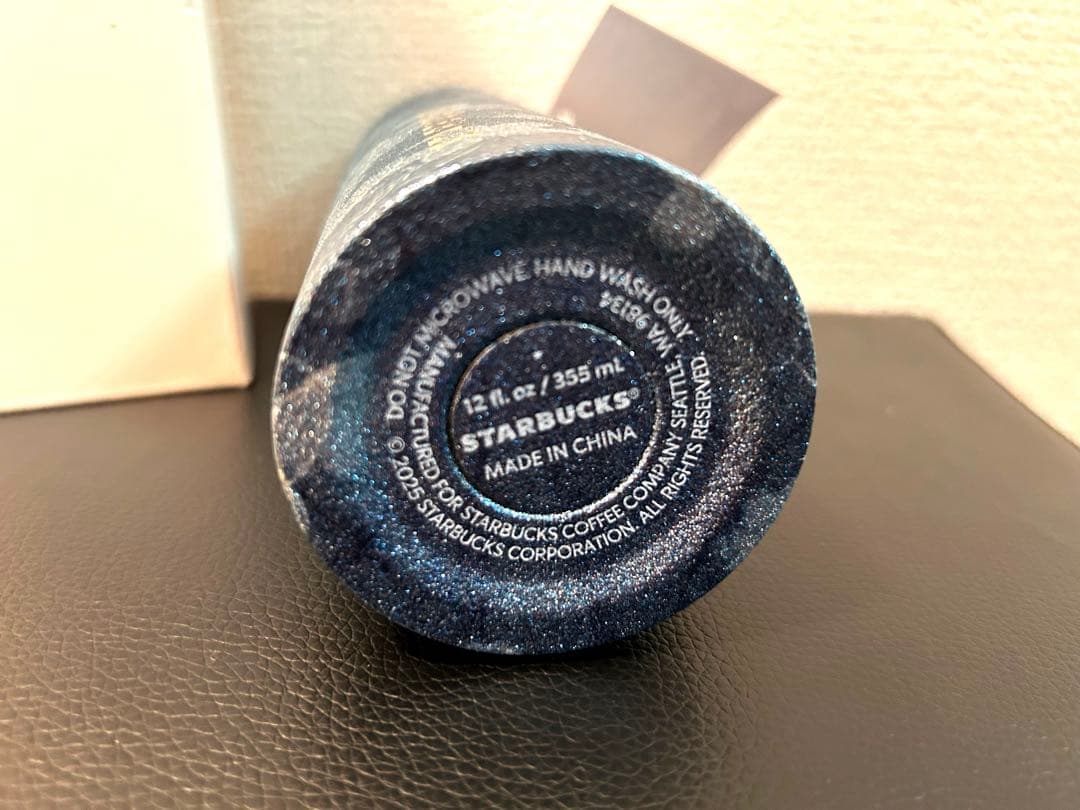 12 fl. oz / 355 mL
STARBUCKS®
MADE IN CHINA
DO NOT MICROWAVE. HAND WASH ONLY.
MANUFACTURED FOR STARBUCKS COFFEE COMPANY SEATTLE, WA 98134
© 2025 STARBUCKS CORPORATION. ALL RIGHTS RESERVED.